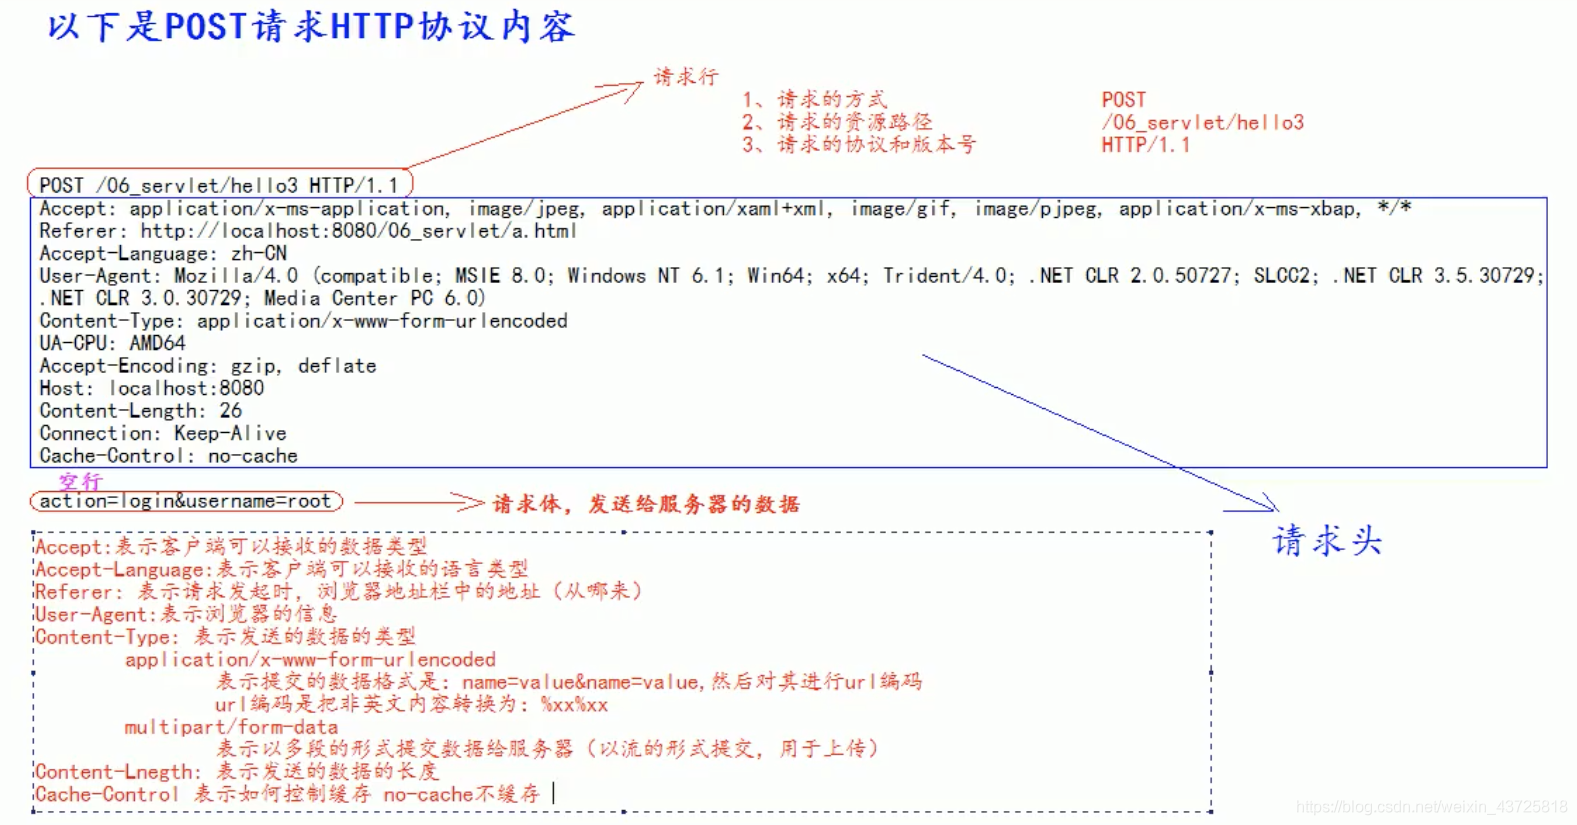 以下是POST请求HTTP协议内容
请求行
1、请求的方式 POST
2、请求的资源路径 /06_servlet/hello3
3、请求的协议和版本号 HTTP/1.1
POST /06_servlet/hello3 HTTP/1.1
Accept: application/x-ms-application, image/jpeg, application/xaml+xml, image/gif, image/pjpeg, application/x-ms-xbap, */*
Referer: http://localhost:8080/06_servlet/a.html
Accept-Language: zh-CN
User-Agent: Mozilla/4.0 (compatible; MSIE 8.0; Windows NT 6.1; Win64; x64; Trident/4.0; .NET CLR 2.0.50727; SLCC2; .NET CLR 3.5.30729;
.NET CLR 3.0.30729; Media Center PC 6.0)
Content-Type: application/x-www-form-urlencoded
UA-CPU: AMD64
Accept-Encoding: gzip, deflate
Host: localhost:8080
Content-Length: 26
Connection: Keep-Alive
Cache-Control: no-cache
空行
action=login&username=root 请求体，发送给服务器的数据
请求头
Accept:表示客户端可以接收的数据类型
Accept-Language:表示客户端可以接收的语言类型
Referer: 表示请求发起时，浏览器地址栏中的地址（从哪来）
User-Agent:表示浏览器的信息
Content-Type: 表示发送的数据的类型
application/x-www-form-urlencoded
表示提交的数据格式是: name=value&name=value,然后对其进行url编码
url编码是把非英文内容转换为: %xx%xx
multipart/form-data
表示以多段的形式提交数据给服务器（以流的形式提交，用于上传）
Content-Lnegth: 表示发送的数据的长度
Cache-Control 表示如何控制缓存 no-cache不缓存
https://blog.csdn.net/weixin_43725818